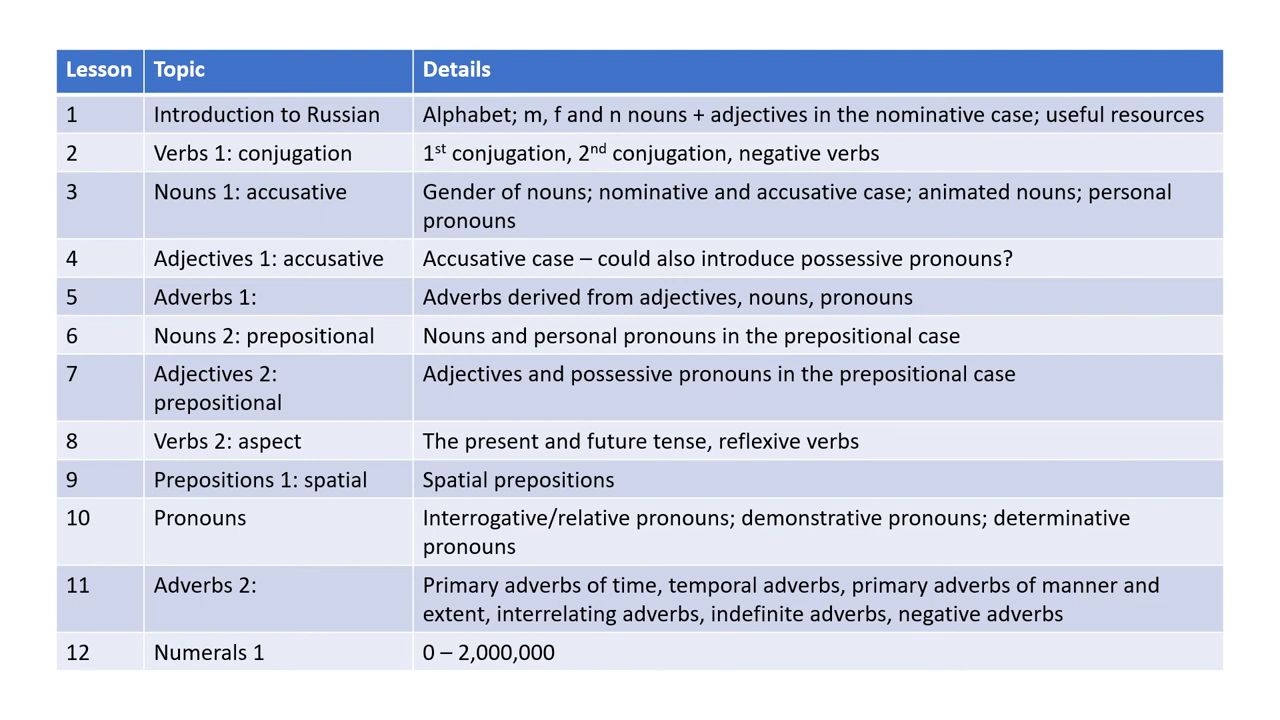 Lesson Topic Details
1 Introduction to Russian Alphabet; m, f and n nouns + adjectives in the nominative case; useful resources
2 Verbs 1: conjugation 1st conjugation, 2nd conjugation, negative verbs
3 Nouns 1: accusative Gender of nouns; nominative and accusative case; animated nouns; personal
pronouns
4 Adjectives 1: accusative Accusative case – could also introduce possessive pronouns?
5 Adverbs 1: Adverbs derived from adjectives, nouns, pronouns
6 Nouns 2: prepositional Nouns and personal pronouns in the prepositional case
7 Adjectives 2: Adjectives and possessive pronouns in the prepositional case
prepositional
8 Verbs 2: aspect The present and future tense, reflexive verbs
9 Prepositions 1: spatial Spatial prepositions
10 Pronouns Interrogative/relative pronouns; demonstrative pronouns; determinative
pronouns
11 Adverbs 2: Primary adverbs of time, temporal adverbs, primary adverbs of manner and
extent, interrelating adverbs, indefinite adverbs, negative adverbs
12 Numerals 1 0 – 2,000,000